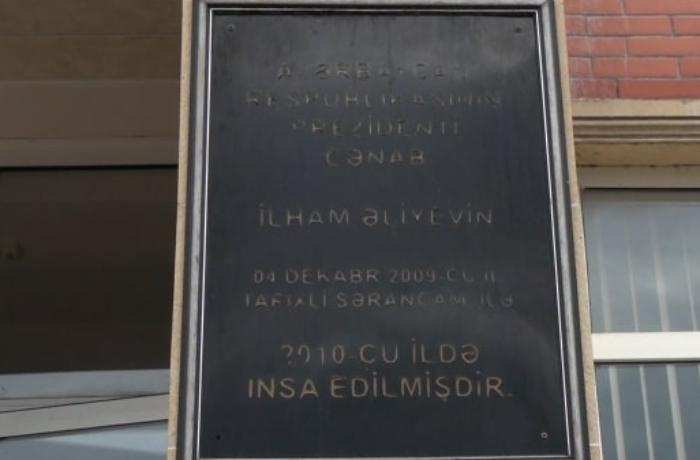 AZƏRBAYCAN
RESPUBLİKASININ
PREZİDENTİ
CƏNAB
İLHAM ƏLİYEVİN
04 DEKABR 2009-CU İL
TARİXLİ SƏRƏNCAMI İLƏ
2010-CU İLDƏ
INSA EDİLMİŞDİR.